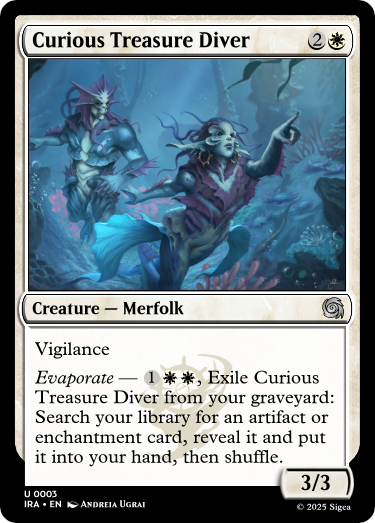 Curious Treasure Diver 2
Creature — Merfolk
Vigilance
Evaporate — 1, Exile Curious
Treasure Diver from your graveyard:
Search your library for an artifact or
enchantment card, reveal it and put
it into your hand, then shuffle.
3/3
U 0003
IRA • EN Andreia Ugrai
© 2025 Sigea